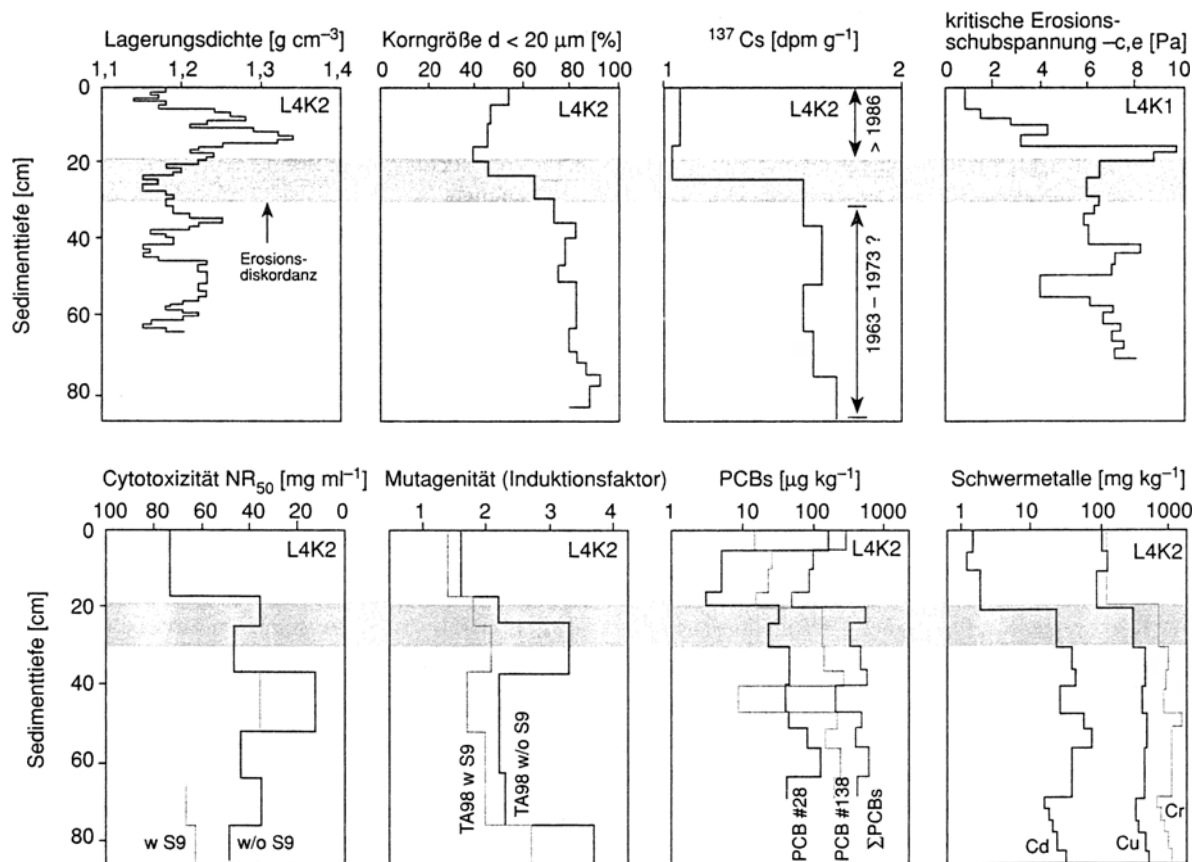 Lagerungsdichte [g cm⁻³]
1,1 1,2 1,3 1,4
Sedimenttiefe [cm]
0
20
40
60
80
Erosions-
diskordanz
L4K2
Korngröße d < 20 µm [%]
0 20 40 60 80 100
L4K2
¹³⁷Cs [dpm g⁻¹]
1 2
L4K2
> 1986
1963 – 1973 ?
kritische Erosions-
schubspannung –c,e [Pa]
0 2 4 6 8 10
L4K1
Cytotoxizität NR₅₀ [mg ml⁻¹]
100 80 60 40 20 0
Sedimenttiefe [cm]
0
20
40
60
80
L4K2
w S9
w/o S9
Mutagenität (Induktionsfaktor)
1 2 3 4
L4K2
TA98 w S9
TA98 w/o S9
PCBs [µg kg⁻¹]
1 10 100 1000
L4K2
PCB #28
PCB #138
ΣPCBs
Schwermetalle [mg kg⁻¹]
1 10 100 1000
L4K2
Cd
Cu
Cr